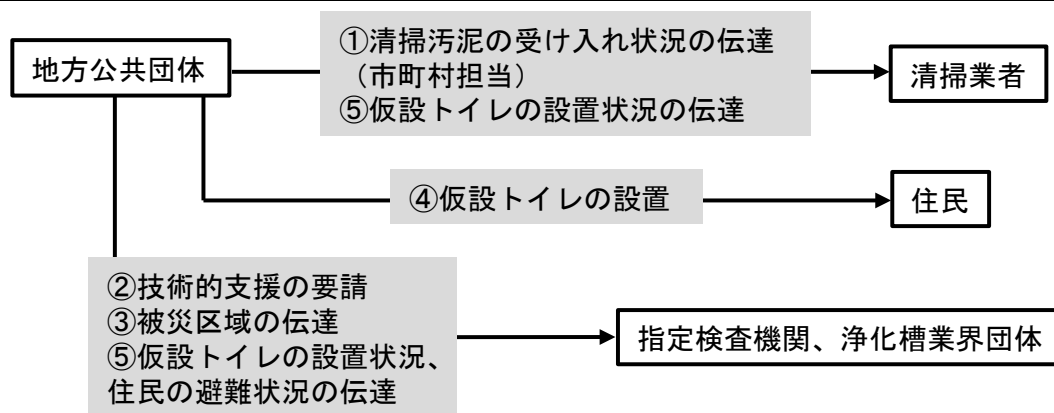 地方公共団体
①清掃汚泥の受け入れ状況の伝達
（市町村担当）
⑤仮設トイレの設置状況の伝達
清掃業者
④仮設トイレの設置
住民
②技術的支援の要請
③被災区域の伝達
⑤仮設トイレの設置状況、
住民の避難状況の伝達
指定検査機関、浄化槽業界団体